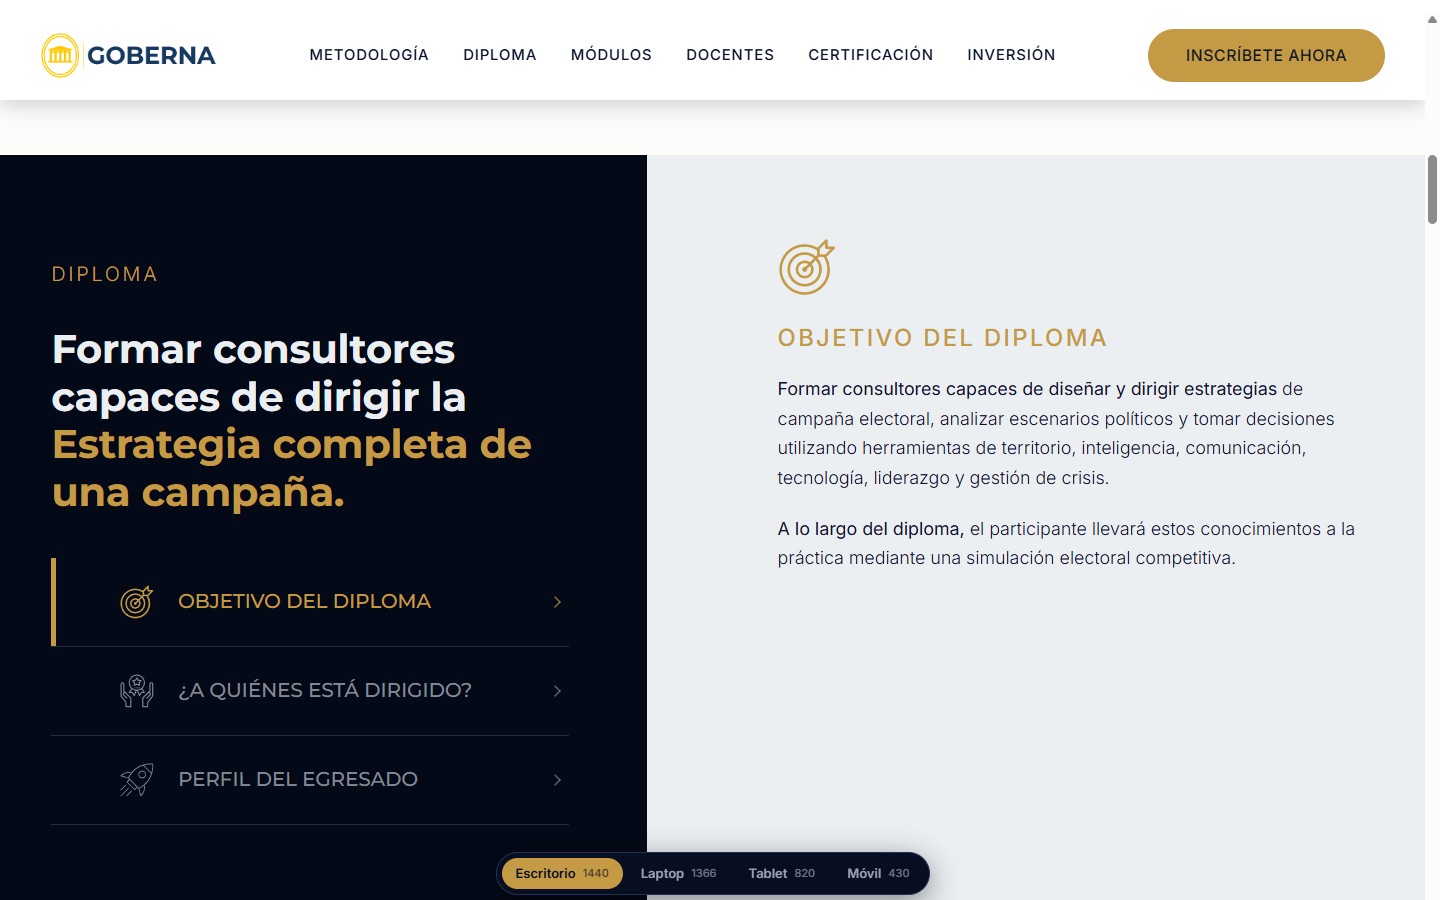 GOBERNA
METODOLOGÍA
DIPLOMA
MÓDULOS
DOCENTES
CERTIFICACIÓN
INVERSIÓN
INSCRÍBETE AHORA
DIPLOMA
Formar consultores
capaces de dirigir la
Estrategia completa de
una campaña.
OBJETIVO DEL DIPLOMA
¿A QUIÉNES ESTÁ DIRIGIDO?
PERFIL DEL EGRESADO
OBJETIVO DEL DIPLOMA
Formar consultores capaces de diseñar y dirigir estrategias de
campaña electoral, analizar escenarios políticos y tomar decisiones
utilizando herramientas de territorio, inteligencia, comunicación,
tecnología, liderazgo y gestión de crisis.
A lo largo del diploma, el participante llevará estos conocimientos a la
práctica mediante una simulación electoral competitiva.
Escritorio 1440
Laptop 1366
Tablet 820
Móvil 430